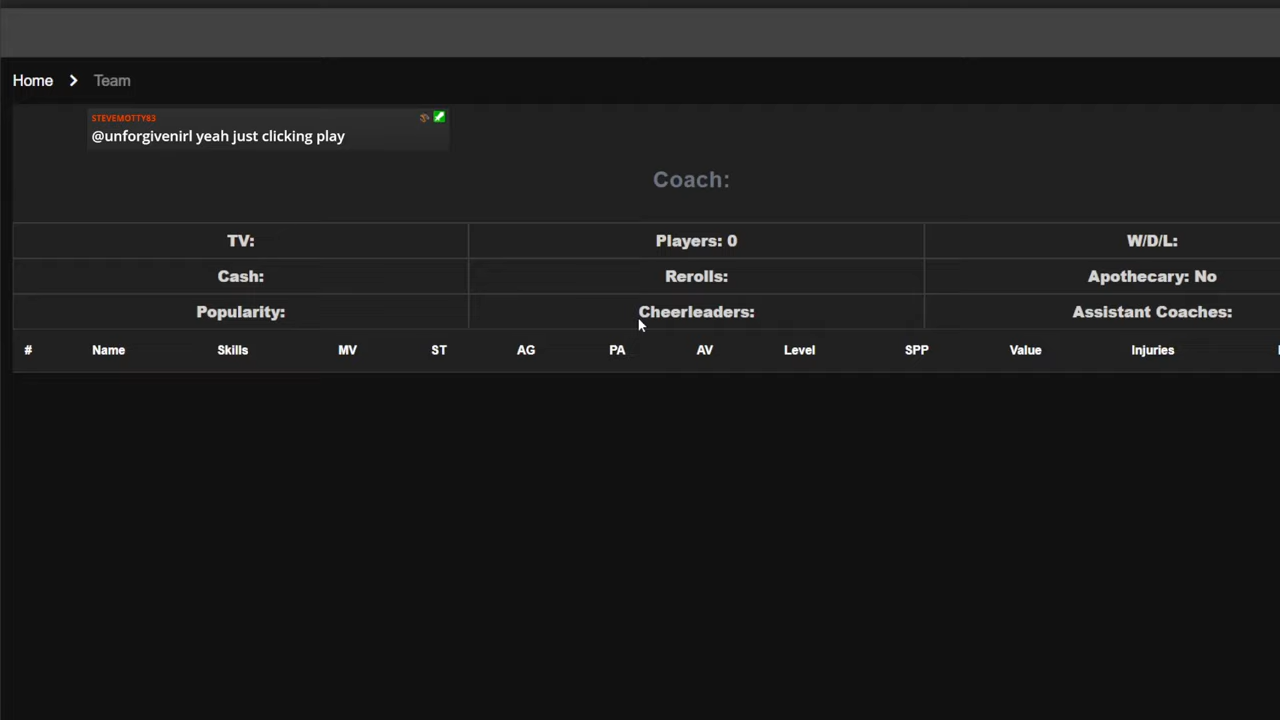 Home > Team
STEVEMOTTY83
@unforgivenirl yeah just clicking play
Coach:
TV: Players: 0 W/D/L:
Cash: Rerolls: Apothecary: No
Popularity: Cheerleaders: Assistant Coaches:
# Name Skills MV ST AG PA AV Level SPP Value Injuries